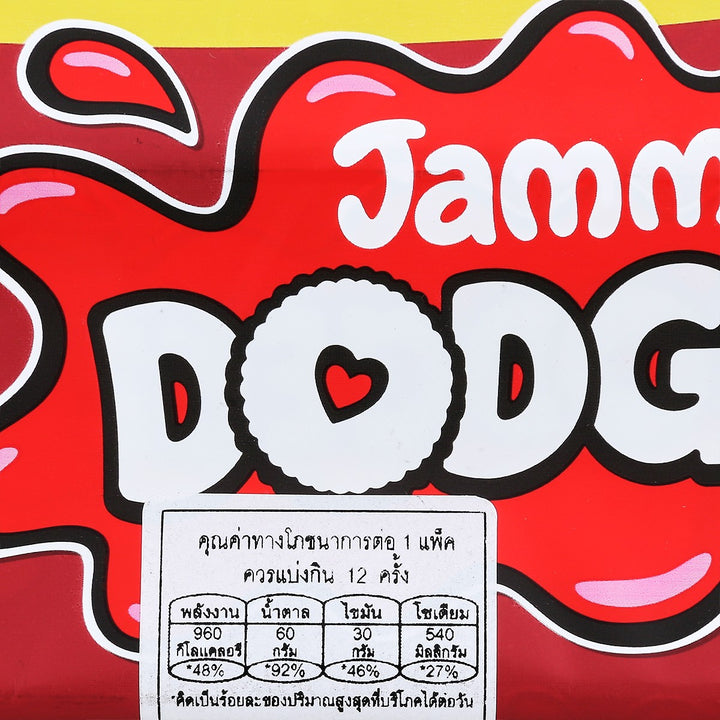 Jamm
DODG
คุณค่าทางโภชนาการต่อ 1 แพ็ค
ควรแบ่งกิน 12 ครั้ง
พลังงาน น้ำตาล ไขมัน โซเดียม
960 60 30 540
กิโลแคลอรี กรัม กรัม มิลลิกรัม
*48% *92% *46% *27%
*คิดเป็นร้อยละของปริมาณสูงสุดที่บริโภคได้ต่อวัน